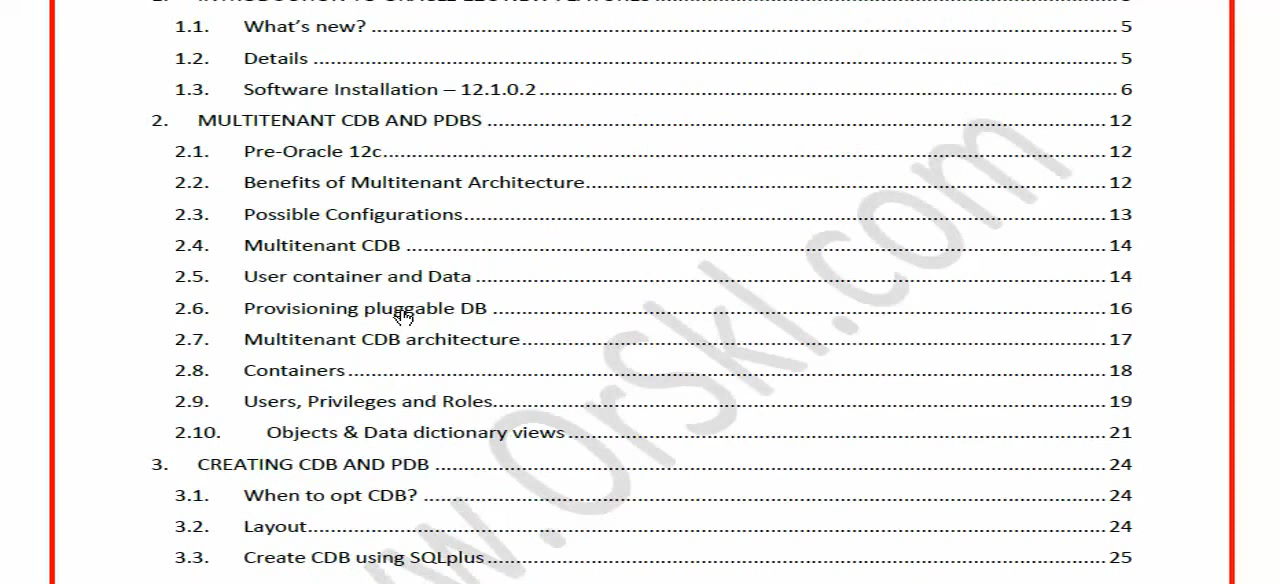 1.1. What's new? 5
1.2. Details 5
1.3. Software Installation – 12.1.0.2 6
2. MULTITENANT CDB AND PDBS 12
2.1. Pre-Oracle 12c 12
2.2. Benefits of Multitenant Architecture 12
2.3. Possible Configurations 13
2.4. Multitenant CDB 14
2.5. User container and Data 14
2.6. Provisioning pluggable DB 16
2.7. Multitenant CDB architecture 17
2.8. Containers 18
2.9. Users, Privileges and Roles 19
2.10. Objects & Data dictionary views 21
3. CREATING CDB AND PDB 24
3.1. When to opt CDB? 24
3.2. Layout 24
3.3. Create CDB using SQLplus 25
w.OrSkl.com